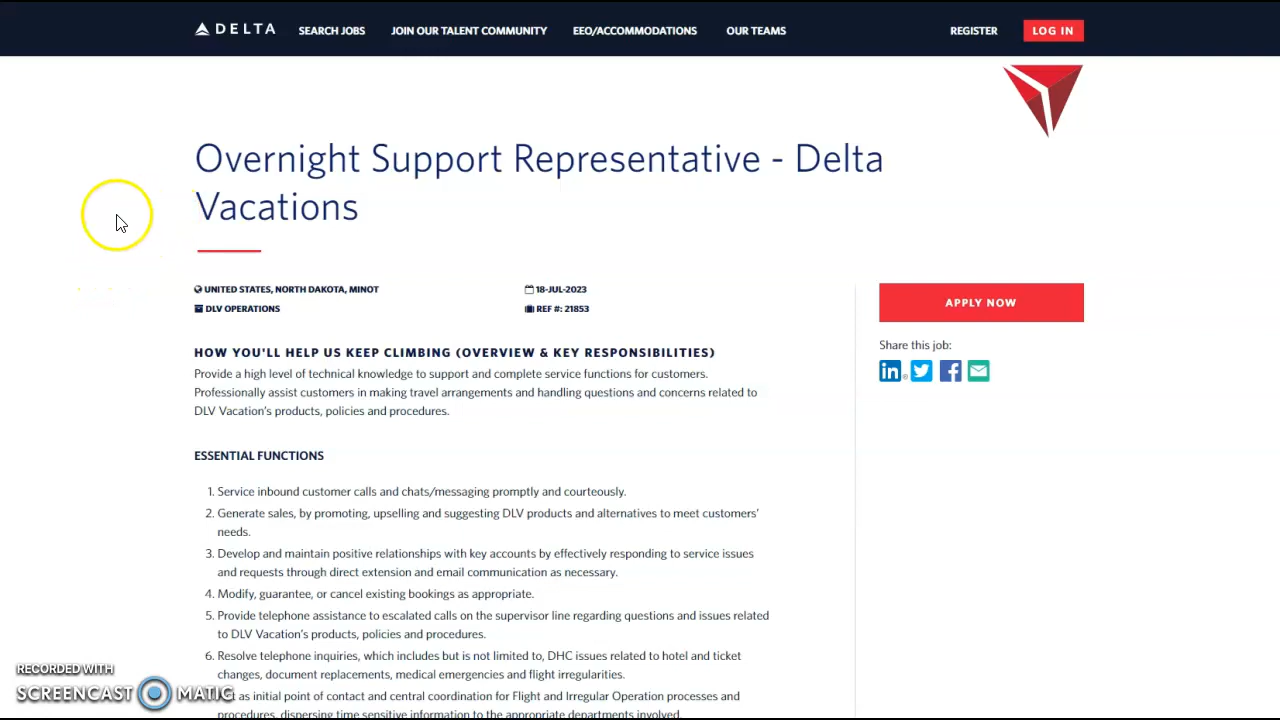 DELTA SEARCH JOBS JOIN OUR TALENT COMMUNITY EEO/ACCOMMODATIONS OUR TEAMS REGISTER LOG IN
Overnight Support Representative - Delta
Vacations
UNITED STATES, NORTH DAKOTA, MINOT 18-JUL-2023
DLV OPERATIONS REF #: 21853
APPLY NOW
Share this job:
HOW YOU'LL HELP US KEEP CLIMBING (OVERVIEW & KEY RESPONSIBILITIES)
Provide a high level of technical knowledge to support and complete service functions for customers.
Professionally assist customers in making travel arrangements and handling questions and concerns related to
DLV Vacation's products, policies and procedures.
ESSENTIAL FUNCTIONS
1. Service inbound customer calls and chats/messaging promptly and courteously.
2. Generate sales, by promoting, upselling and suggesting DLV products and alternatives to meet customers'
needs.
3. Develop and maintain positive relationships with key accounts by effectively responding to service issues
and requests through direct extension and email communication as necessary.
4. Modify, guarantee, or cancel existing bookings as appropriate.
5. Provide telephone assistance to escalated calls on the supervisor line regarding questions and issues related
to DLV Vacation's products, policies and procedures.
6. Resolve telephone inquiries, which includes but is not limited to, DHC issues related to hotel and ticket
changes, document replacements, medical emergencies and flight irregularities.
as initial point of contact and central coordination for Flight and Irregular Operation processes and
procedures, dispersing time sensitive information to the appropriate departments involved.
RECORDED WITH
SCREENCAST MATIC